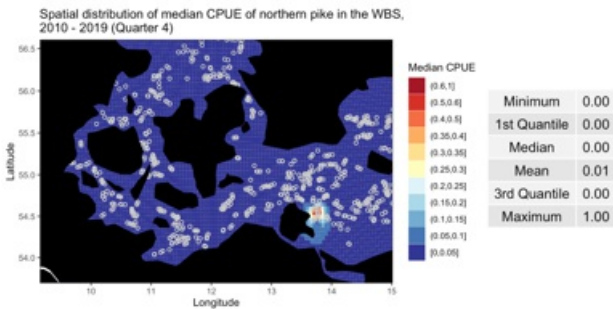 Spatial distribution of median CPUE of northern pike in the WBS,
2010 - 2019 (Quarter 4)
Latitude
56.5
56.0
55.5
55.0
54.5
54.0
10 11 12 13 14 15
Longitude
Median CPUE
(0.6,1]
(0.5,0.6]
(0.4,0.5]
(0.35,0.4]
(0.3,0.35]
(0.25,0.3]
(0.2,0.25]
(0.15,0.2]
(0.1,0.15]
(0.05,0.1]
[0,0.05]
Minimum 0.00
1st Quantile 0.00
Median 0.00
Mean 0.01
3rd Quantile 0.00
Maximum 1.00